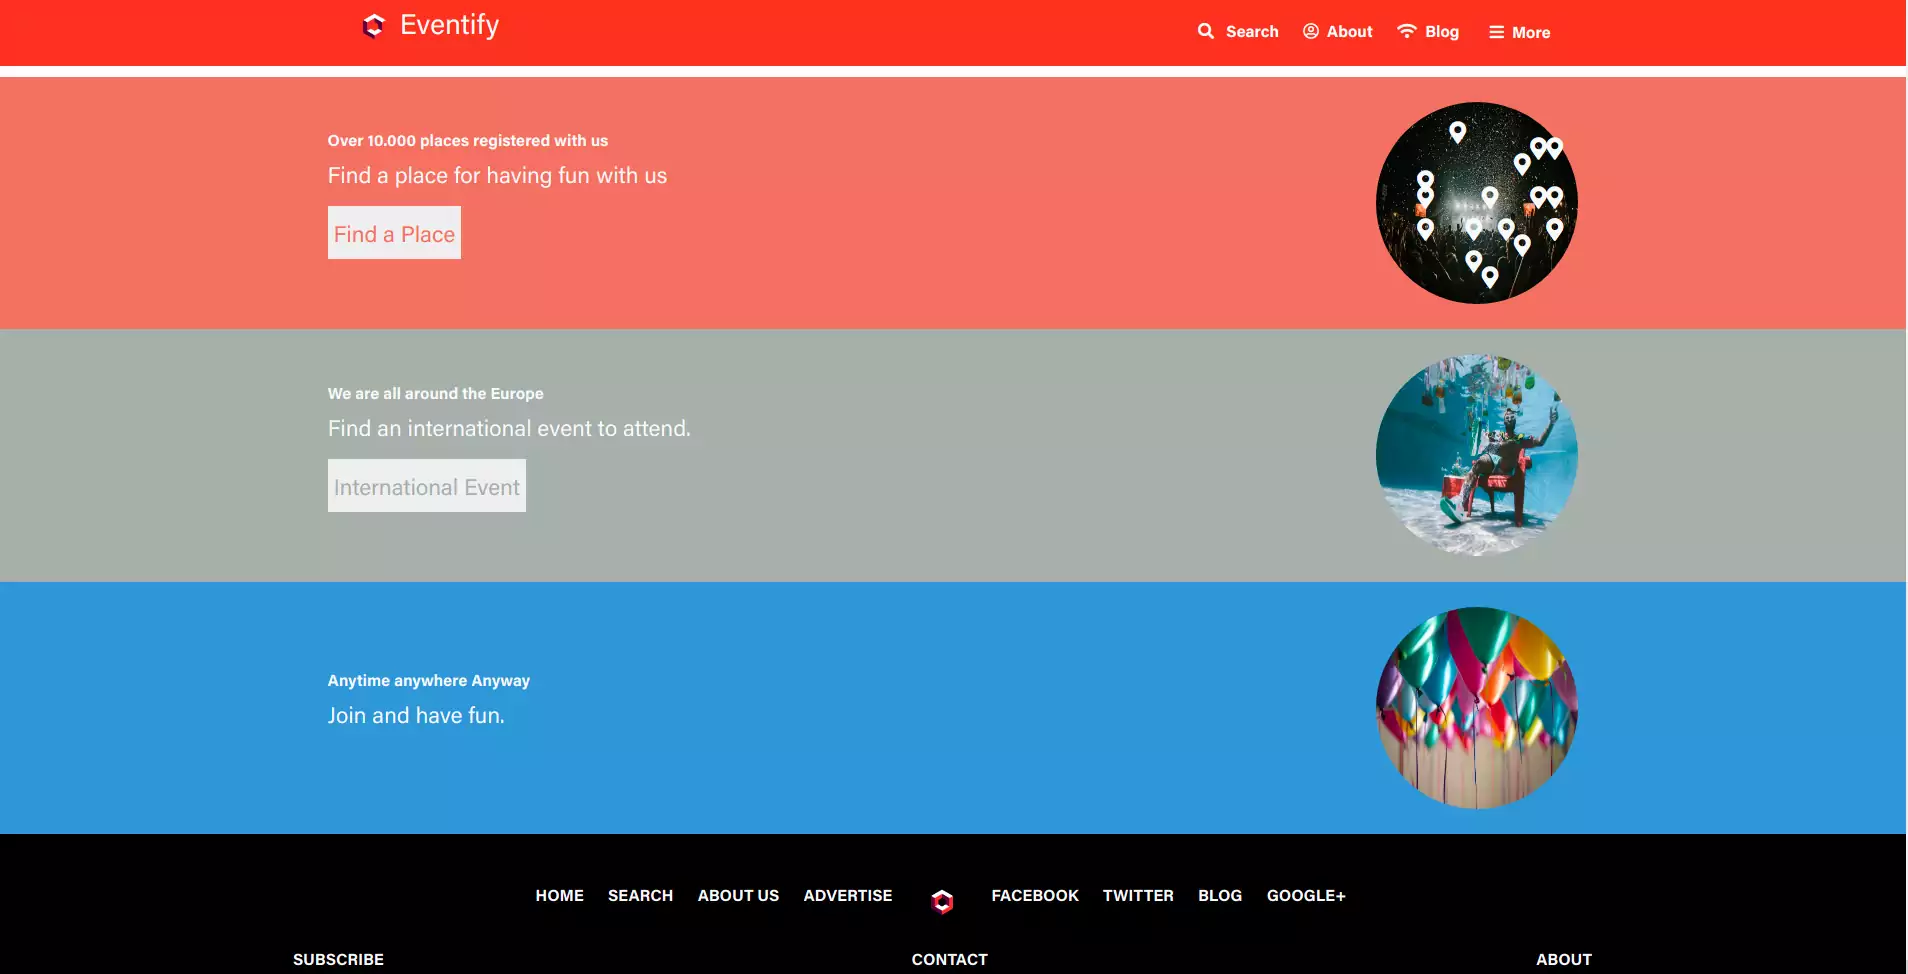 Eventify
Search About Blog More
Over 10.000 places registered with us
Find a place for having fun with us
Find a Place
We are all around the Europe
Find an international event to attend.
International Event
Anytime anywhere Anyway
Join and have fun.
HOME SEARCH ABOUT US ADVERTISE FACEBOOK TWITTER BLOG GOOGLE+
SUBSCRIBE CONTACT ABOUT